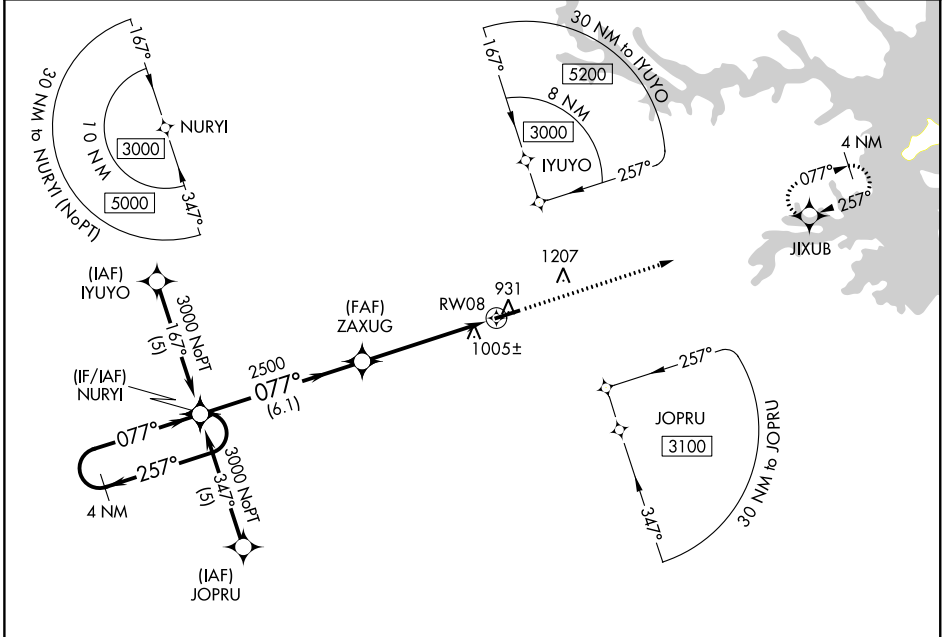 167°
30 NM to NURYI (NoPT)
10 NM
3000
5000
NURYI
347°
30 NM to IYUYO
167°
5200
8 NM
3000
IYUYO
257°
4 NM
077°
257°
JIXUB
(IAF)
IYUYO
3000 NoPT
167°
(5)
(IF/IAF)
NURYI
2500
077°
(6.1)
(FAF)
ZAXUG
RW08
931
1207
1005±
077°
257°
4 NM
3000 NoPT
347°
(5)
(IAF)
JOPRU
257°
JOPRU
3100
347°
30 NM to JOPRU